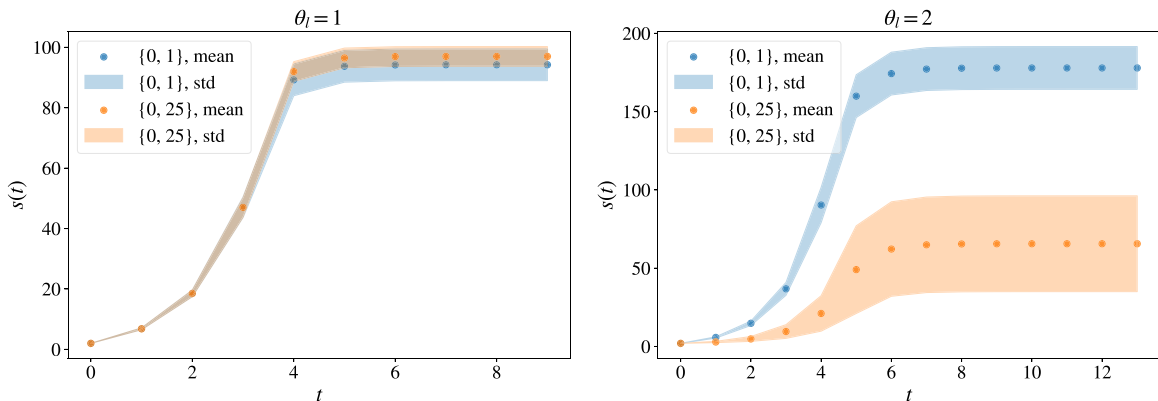 θₗ = 1
{0, 1}, mean
{0, 1}, std
{0, 25}, mean
{0, 25}, std
s(t)
100
80
60
40
20
0
0 2 4 6 8
t
θₗ = 2
{0, 1}, mean
{0, 1}, std
{0, 25}, mean
{0, 25}, std
s(t)
200
150
100
50
0
0 2 4 6 8 10 12
t